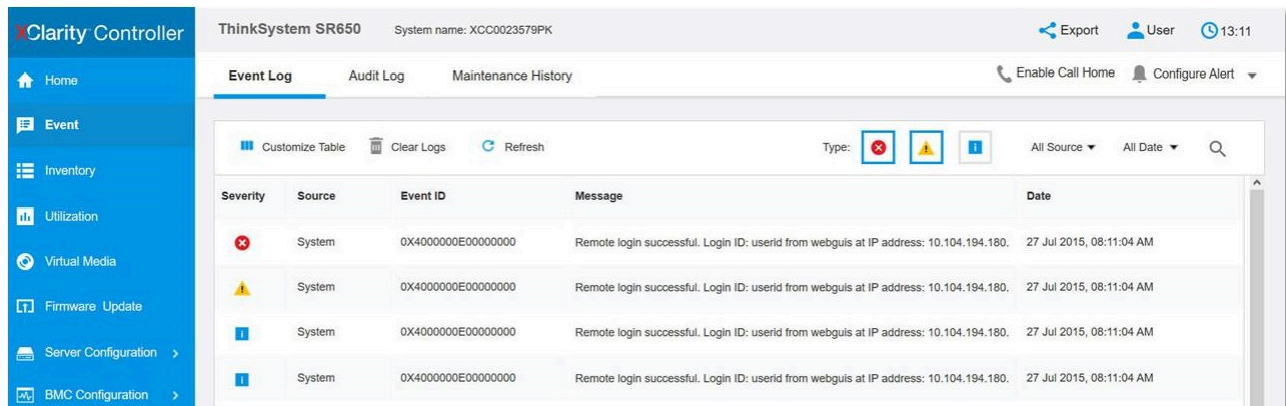 XClarity Controller
ThinkSystem SR650 System name: XCC0023579PK Export User 13:11
Home
Event Log Audit Log Maintenance History Enable Call Home Configure Alert
Event
Customize Table Clear Logs Refresh Type: All Source All Date
Inventory
Severity Source Event ID Message Date
Utilization
System 0X4000000E00000000 Remote login successful. Login ID: userid from webguis at IP address: 10.104.194.180. 27 Jul 2015, 08:11:04 AM
Virtual Media
System 0X4000000E00000000 Remote login successful. Login ID: userid from webguis at IP address: 10.104.194.180. 27 Jul 2015, 08:11:04 AM
Firmware Update
System 0X4000000E00000000 Remote login successful. Login ID: userid from webguis at IP address: 10.104.194.180. 27 Jul 2015, 08:11:04 AM
Server Configuration
System 0X4000000E00000000 Remote login successful. Login ID: userid from webguis at IP address: 10.104.194.180. 27 Jul 2015, 08:11:04 AM
BMC Configuration